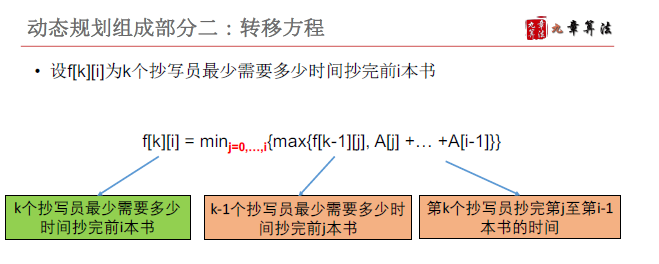 动态规划组成部分二：转移方程
九章算法
九章算法
• 设f[k][i]为k个抄写员最少需要多少时间抄完前i本书
f[k][i] = minj=0,…,i{max{f[k-1][j], A[j] +… +A[i-1]}}
k个抄写员最少需要多少
时间抄完前i本书
k-1个抄写员最少需要多少时
间抄完前j本书
第k个抄写员抄完第j至第i-1
本书的时间